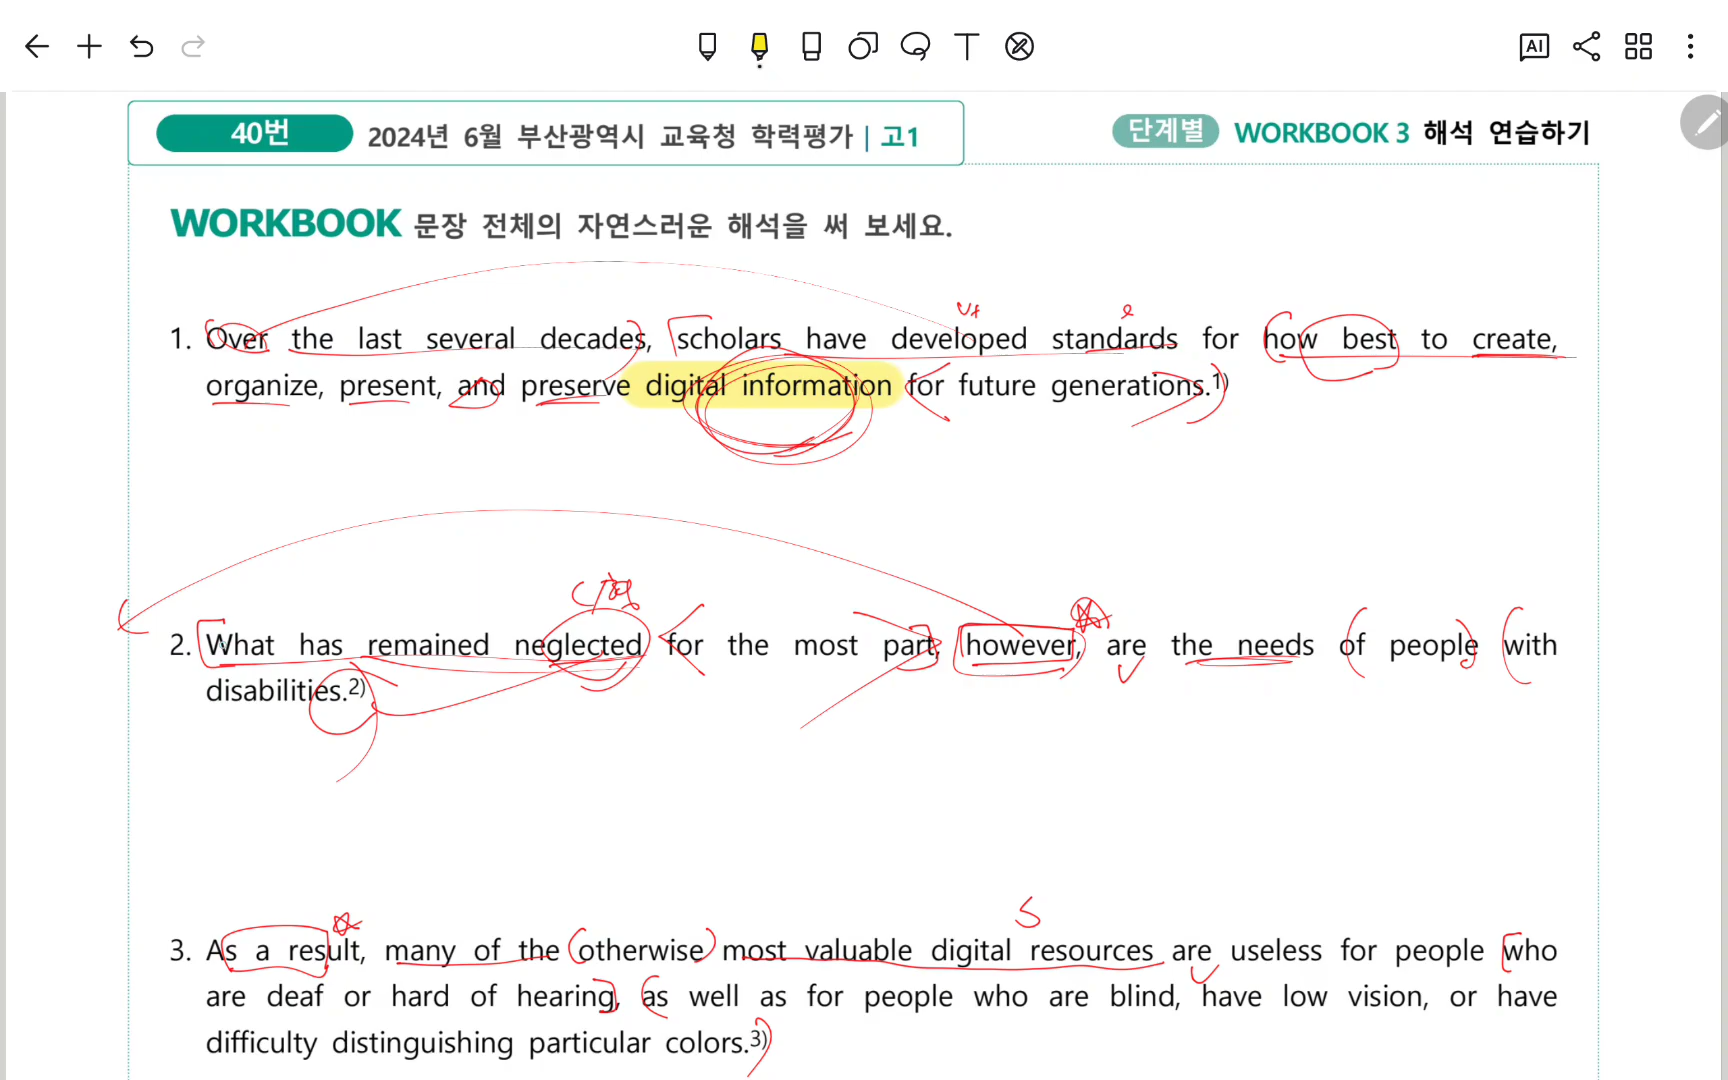 AI
40번 2024년 6월 부산광역시 교육청 학력평가 | 고1 단계별 WORKBOOK 3 해석 연습하기
WORKBOOK 문장 전체의 자연스러운 해석을 써 보세요.
1. Over the last several decades, scholars have developed standards for how best to create,
organize, present, and preserve digital information for future generations.1)
2. What has remained neglected for the most part, however, are the needs of people with
disabilities.2)
S
3. As a result, many of the (otherwise) most valuable digital resources are useless for people who
are deaf or hard of hearing, as well as for people who are blind, have low vision, or have
difficulty distinguishing particular colors.3)